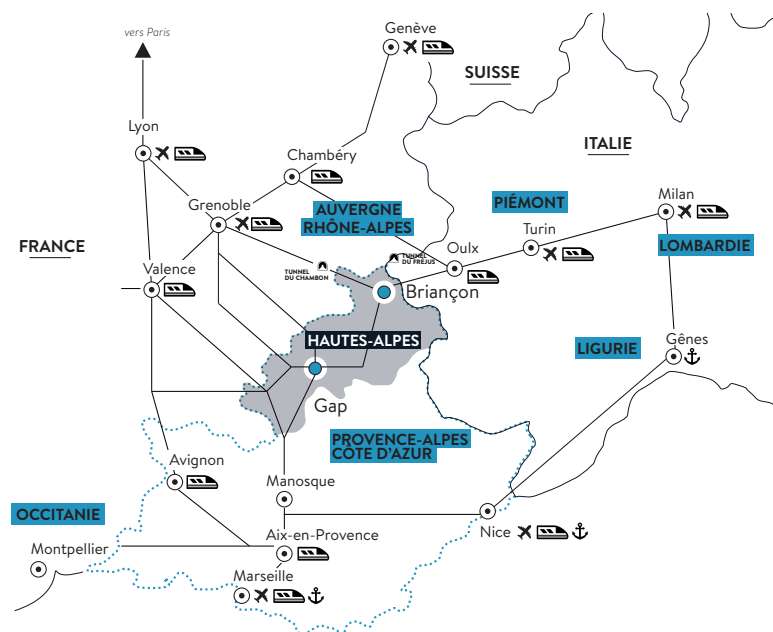 vers Paris
Genève
SUISSE
Lyon
ITALIE
Chambéry
Grenoble
AUVERGNE
RHÔNE-ALPES
PIÉMONT
Milan
Turin
LOMBARDIE
FRANCE
Oulx
TUNNEL
DU FRÉJUS
Valence
TUNNEL
DU CHAMBON
Briançon
HAUTES-ALPES
LIGURIE
Gênes
Gap
PROVENCE-ALPES
CÔTE D'AZUR
Avignon
Manosque
OCCITANIE
Nice
Aix-en-Provence
Montpellier
Marseille